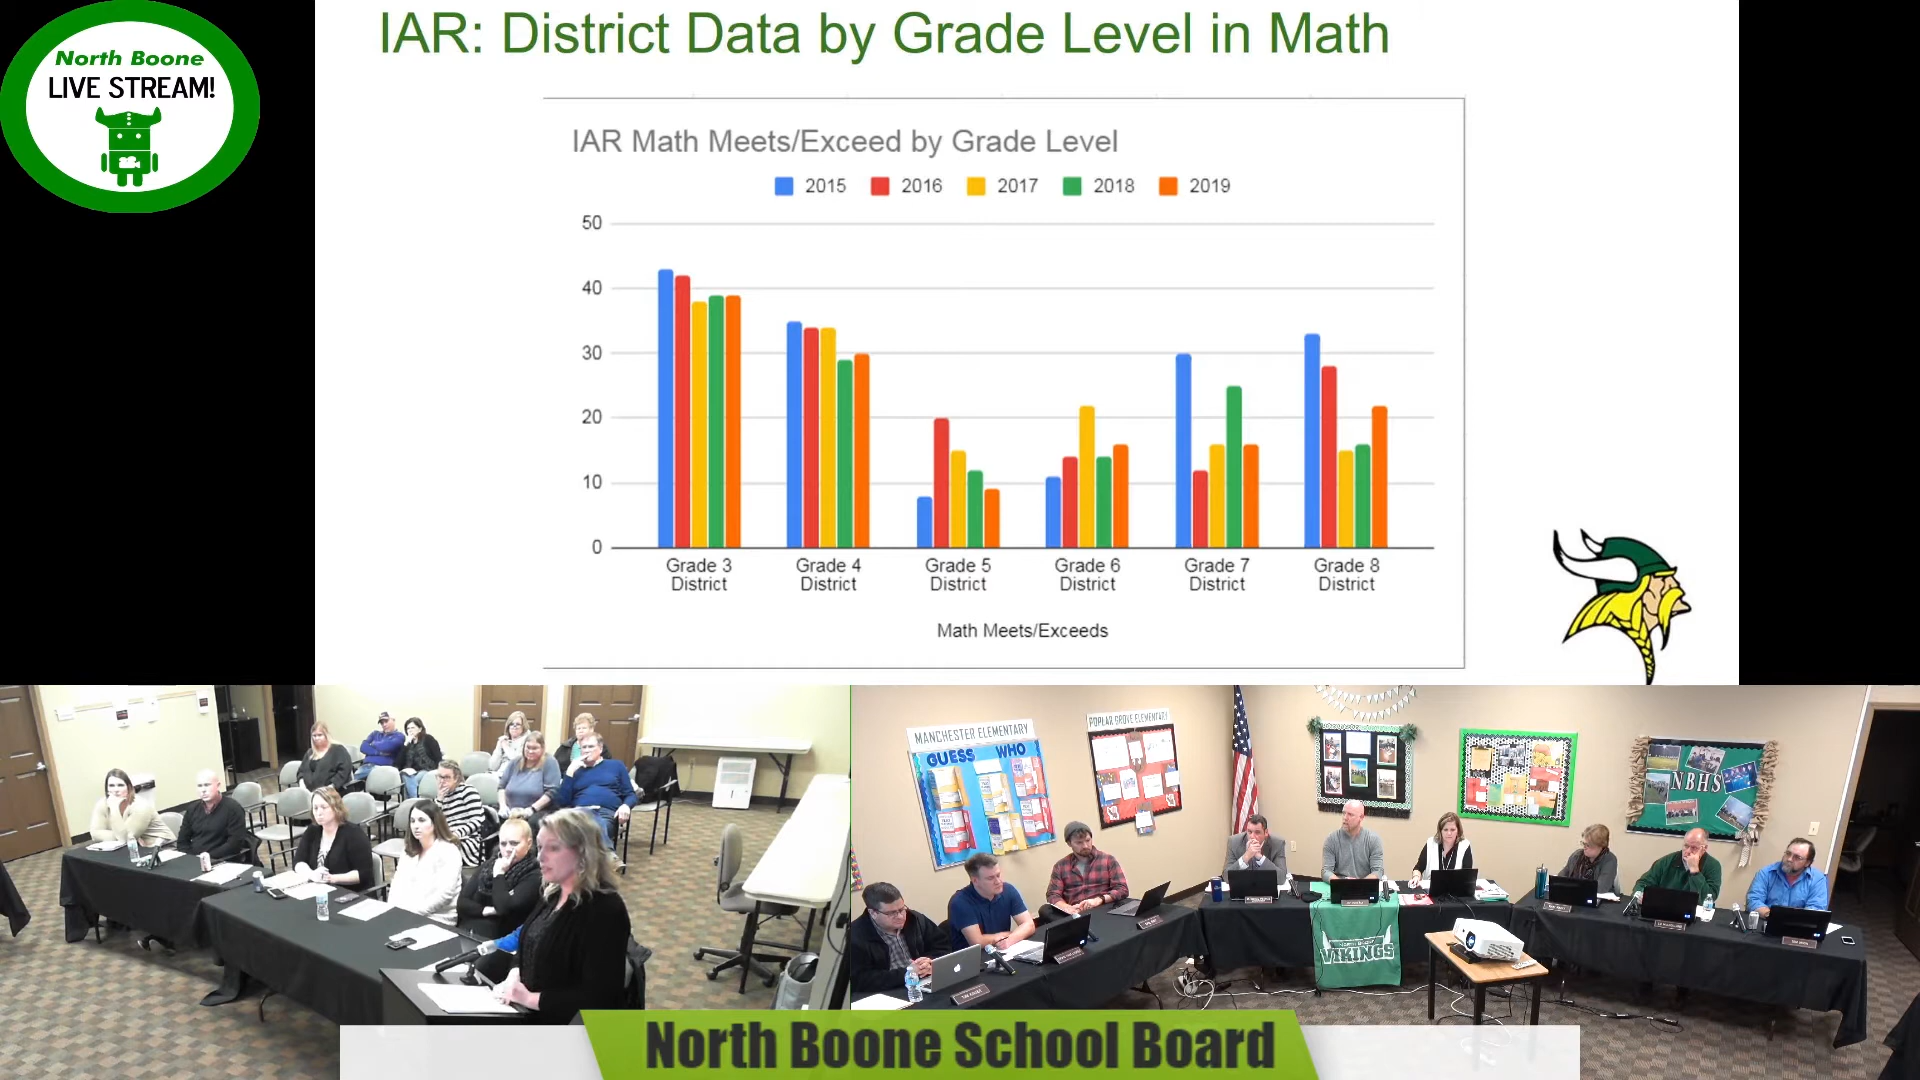 North Boone
LIVE STREAM!
IAR: District Data by Grade Level in Math
IAR Math Meets/Exceed by Grade Level
2015 2016 2017 2018 2019
50
40
30
20
10
0
Grade 3 District
Grade 4 District
Grade 5 District
Grade 6 District
Grade 7 District
Grade 8 District
Math Meets/Exceeds
MANCHESTER ELEMENTARY
GUESS WHO
POPLAR GROVE ELEMENTARY
NBHS
VIKINGS
North Boone School Board